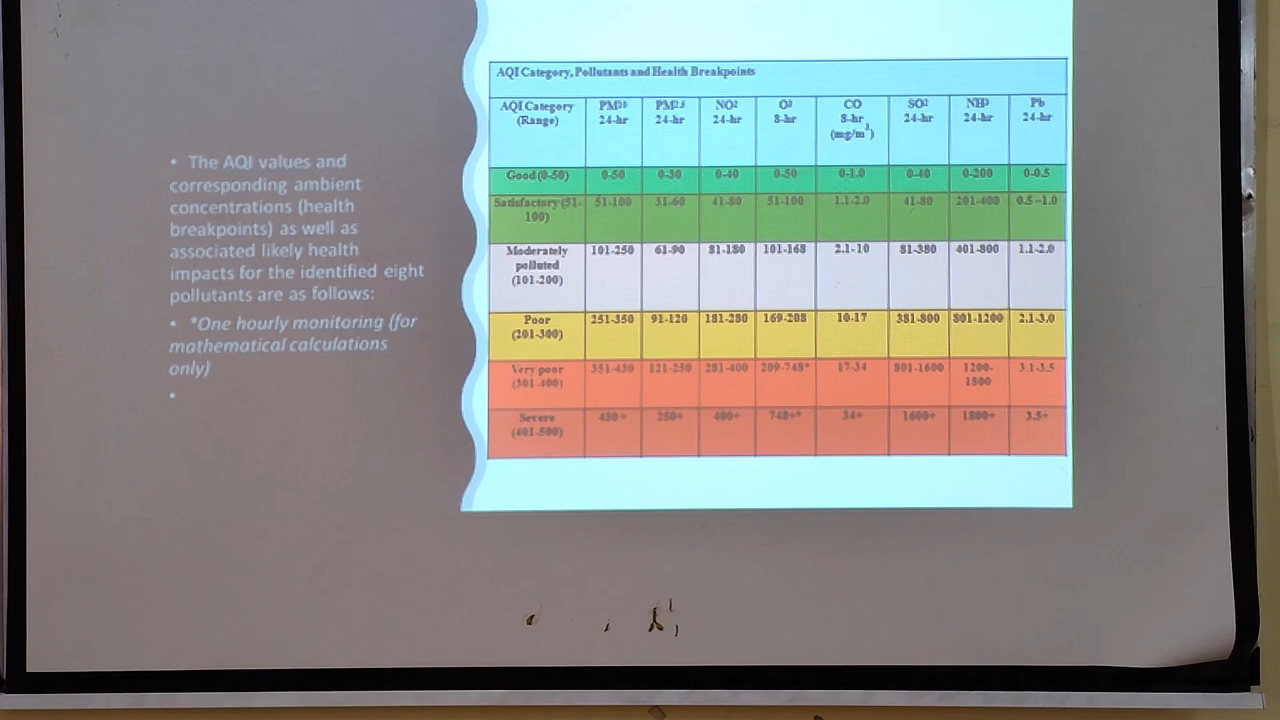 • The AQI values and
corresponding ambient
concentrations (health
breakpoints) as well as
associated likely health
impacts for the identified eight
pollutants are as follows:
• *One hourly monitoring (for
mathematical calculations
only)
•
AQI Category, Pollutants and Health Breakpoints
AQI Category (Range) PM10 24-hr PM2.5 24-hr NO2 24-hr O3 8-hr CO 8-hr (mg/m3) SO2 24-hr NH3 24-hr Pb 24-hr
Good (0-50) 0-50 0-30 0-40 0-50 0-1.0 0-40 0-200 0-0.5
Satisfactory (51-100) 51-100 31-60 41-80 51-100 1.1-2.0 41-80 201-400 0.5 –1.0
Moderately polluted (101-200) 101-250 61-90 81-180 101-168 2.1-10 81-380 401-800 1.1-2.0
Poor (201-300) 251-350 91-120 181-280 169-208 10-17 381-800 801-1200 2.1-3.0
Very poor (301-400) 351-430 121-250 281-400 209-748* 17-34 801-1600 1200-1800 3.1-3.5
Severe (401-500) 430+ 250+ 400+ 748+* 34+ 1600+ 1800+ 3.5+